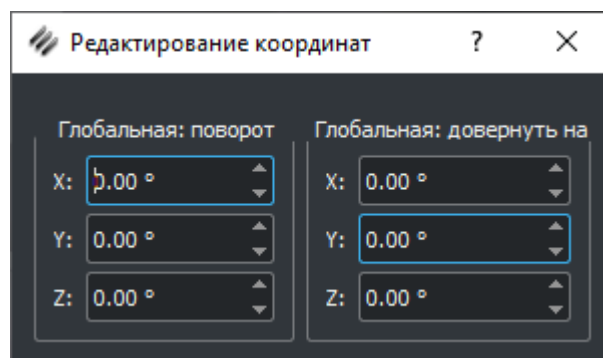 Редактирование координат ? ×
Глобальная: поворот Глобальная: довернуть на
X: 0.00 ° X: 0.00 °
Y: 0.00 ° Y: 0.00 °
Z: 0.00 ° Z: 0.00 °